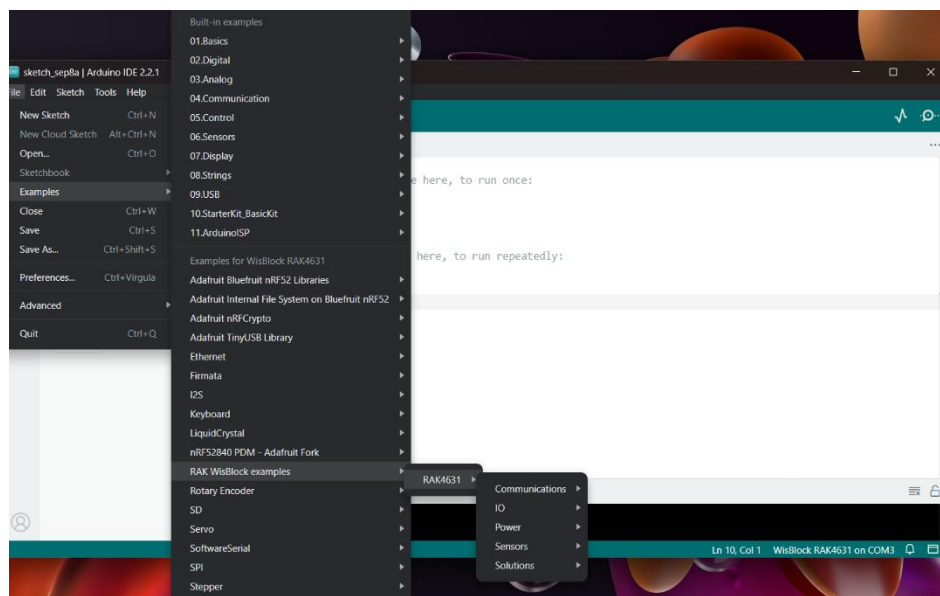 sketch_sep8a | Arduino IDE 2.2.1
File Edit Sketch Tools Help
New Sketch Ctrl+N
New Cloud Sketch Alt+Ctrl+N
Open... Ctrl+O
Sketchbook
Examples
Close Ctrl+W
Save Ctrl+S
Save As... Ctrl+Shift+S
Preferences... Ctrl+Vírgula
Advanced
Quit Ctrl+Q
Built-in examples
01.Basics
02.Digital
03.Analog
04.Communication
05.Control
06.Sensors
07.Display
08.Strings
09.USB
10.StarterKit_BasicKit
11.ArduinoISP
Examples for WisBlock RAK4631
Adafruit Bluefruit nRF52 Libraries
Adafruit Internal File System on Bluefruit nRF52
Adafruit nRFCrypto
Adafruit TinyUSB Library
Ethernet
Firmata
I2S
Keyboard
LiquidCrystal
nRF52840 PDM - Adafruit Fork
RAK WisBlock examples
Rotary Encoder
SD
Servo
SoftwareSerial
SPI
Stepper
RAK4631
Communications
IO
Power
Sensors
Solutions
e here, to run once:
here, to run repeatedly:
Ln 10, Col 1 WisBlock RAK4631 on COM3